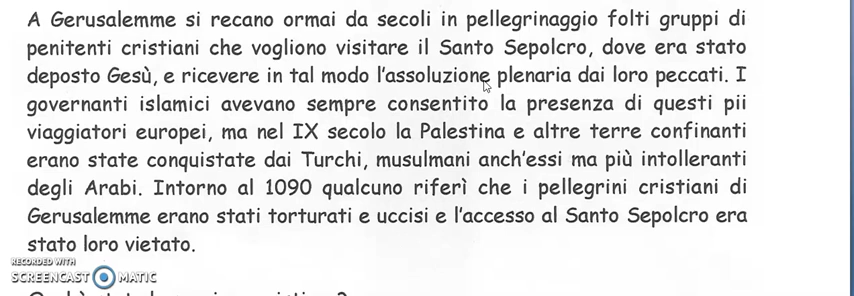 A Gerusalemme si recano ormai da secoli in pellegrinaggio folti gruppi di
penitenti cristiani che vogliono visitare il Santo Sepolcro, dove era stato
deposto Gesù, e ricevere in tal modo l'assoluzione plenaria dai loro peccati. I
governanti islamici avevano sempre consentito la presenza di questi pii
viaggiatori europei, ma nel IX secolo la Palestina e altre terre confinanti
erano state conquistate dai Turchi, musulmani anch'essi ma più intolleranti
degli Arabi. Intorno al 1090 qualcuno riferì che i pellegrini cristiani di
Gerusalemme erano stati torturati e uccisi e l'accesso al Santo Sepolcro era
stato loro vietato.
RECORDED WITH
SCREENCAST MATIC